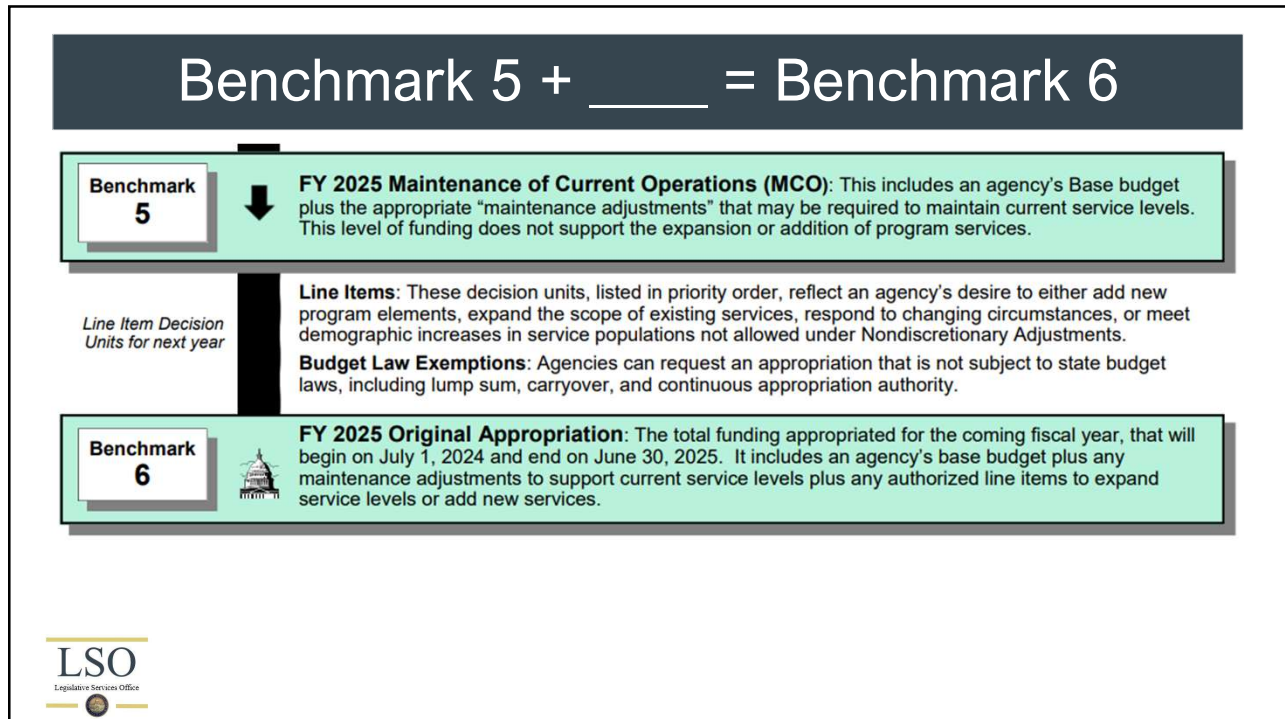 Benchmark 5 + ____ = Benchmark 6
Benchmark
5
FY 2025 Maintenance of Current Operations (MCO): This includes an agency's Base budget
plus the appropriate “maintenance adjustments” that may be required to maintain current service levels.
This level of funding does not support the expansion or addition of program services.
Line Item Decision
Units for next year
Line Items: These decision units, listed in priority order, reflect an agency's desire to either add new
program elements, expand the scope of existing services, respond to changing circumstances, or meet
demographic increases in service populations not allowed under Nondiscretionary Adjustments.
Budget Law Exemptions: Agencies can request an appropriation that is not subject to state budget
laws, including lump sum, carryover, and continuous appropriation authority.
Benchmark
6
FY 2025 Original Appropriation: The total funding appropriated for the coming fiscal year, that will
begin on July 1, 2024 and end on June 30, 2025.  It includes an agency's base budget plus any
maintenance adjustments to support current service levels plus any authorized line items to expand
service levels or add new services.
LSO
Legislative Services Office